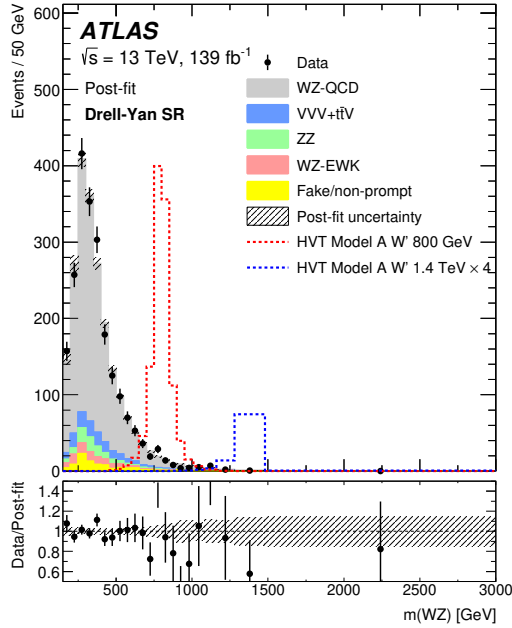 ATLAS
√s = 13 TeV, 139 fb⁻¹
Post-fit
Drell-Yan SR
Data
WZ-QCD
VVV+tt̄V
ZZ
WZ-EWK
Fake/non-prompt
Post-fit uncertainty
HVT Model A W' 800 GeV
HVT Model A W' 1.4 TeV × 4
Events / 50 GeV
600
500
400
300
200
100
0
Data/Post-fit
1.4
1.2
1.0
0.8
0.6
500 1000 1500 2000 2500 3000
m(WZ) [GeV]